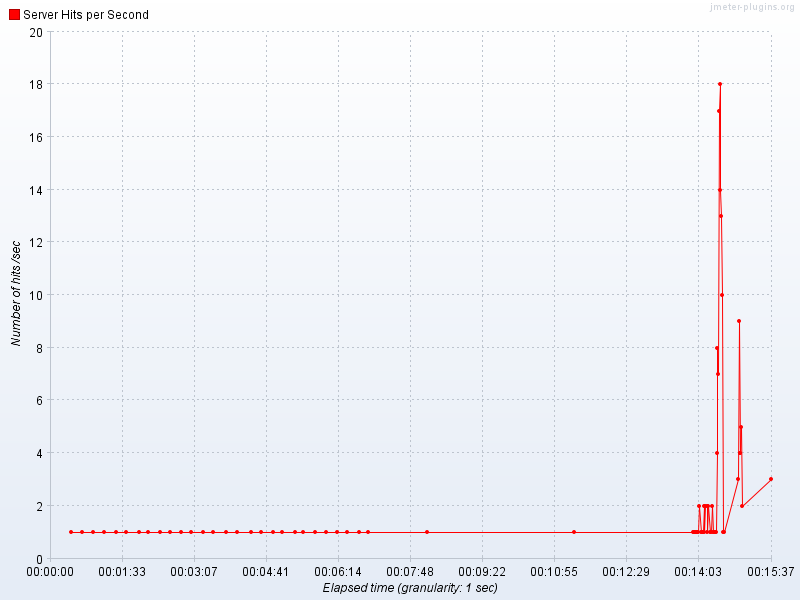 jmeter-plugins.org
Server Hits per Second
20
18
16
14
12
10
8
6
4
2
0
Number of hits /sec
00:00:00 00:01:33 00:03:07 00:04:41 00:06:14 00:07:48 00:09:22 00:10:55 00:12:29 00:14:03 00:15:37
Elapsed time (granularity: 1 sec)